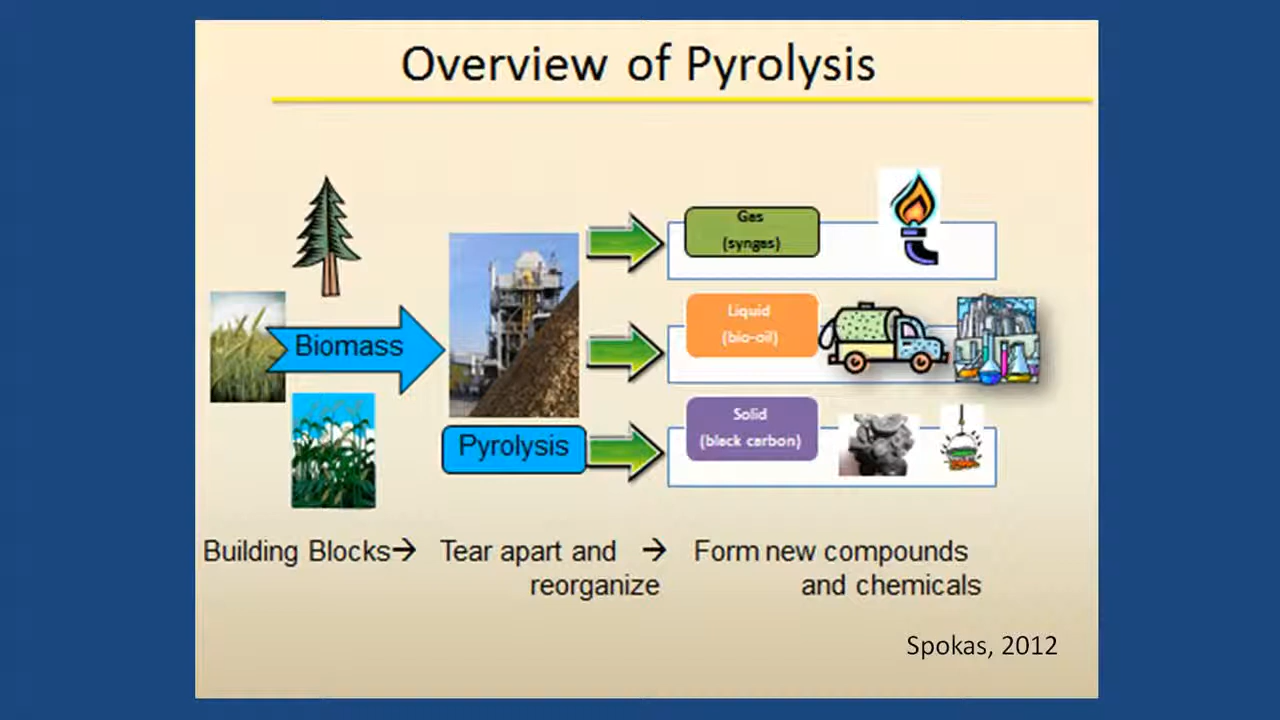 Overview of Pyrolysis
Gas
(syngas)
Liquid
(bio-oil)
Biomass
Solid
(black carbon)
Pyrolysis
Building Blocks→ Tear apart and → Form new compounds
reorganize and chemicals
Spokas, 2012